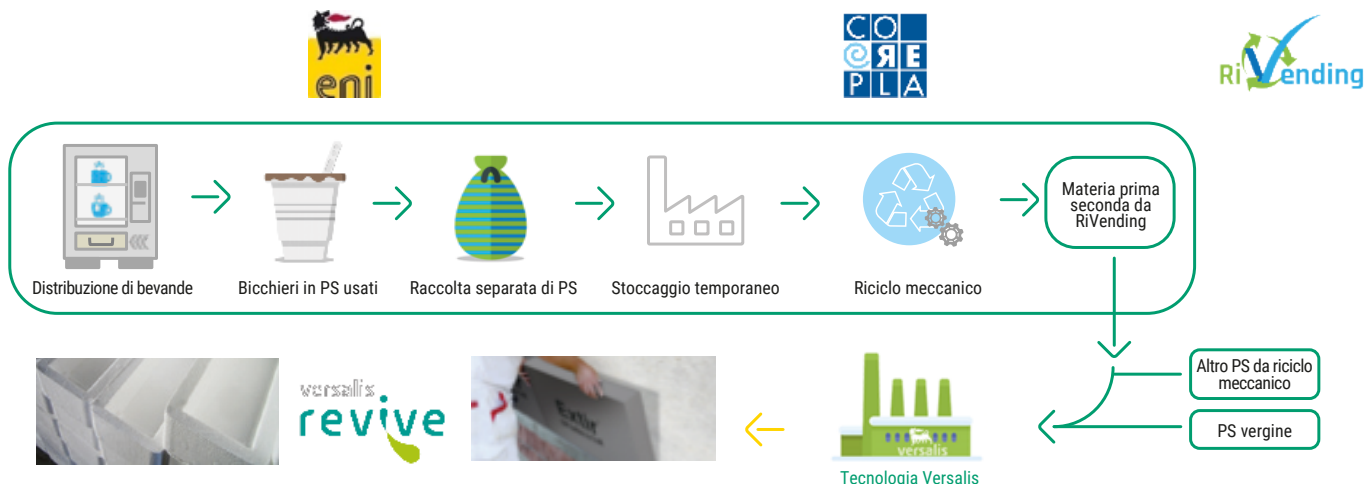 eni
CO
eRE
PLA
RiVending
Materia prima
seconda da
RiVending
Distribuzione di bevande
Bicchieri in PS usati
Raccolta separata di PS
Stoccaggio temporaneo
Riciclo meccanico
versalis
revive
Extir
versalis
Altro PS da riciclo
meccanico
PS vergine
Tecnologia Versalis